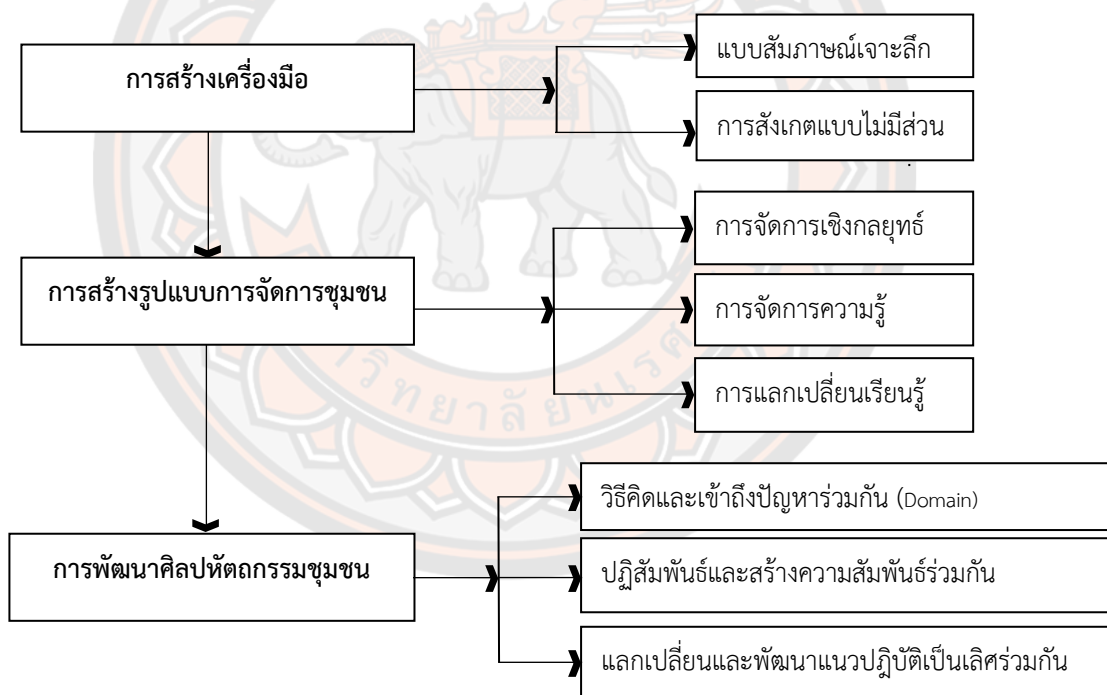 การสร้างเครื่องมือ
แบบสัมภาษณ์เจาะลึก
การสังเกตแบบไม่มีส่วน
การสร้างรูปแบบการจัดการชุมชน
การจัดการเชิงกลยุทธ์
การจัดการความรู้
การแลกเปลี่ยนเรียนรู้
การพัฒนาศิลปหัตถกรรมชุมชน
วิธีคิดและเข้าถึงปัญหาร่วมกัน (Domain)
ปฏิสัมพันธ์และสร้างความสัมพันธ์ร่วมกัน
แลกเปลี่ยนและพัฒนาแนวปฎิบัติเป็นเลิศร่วมกัน